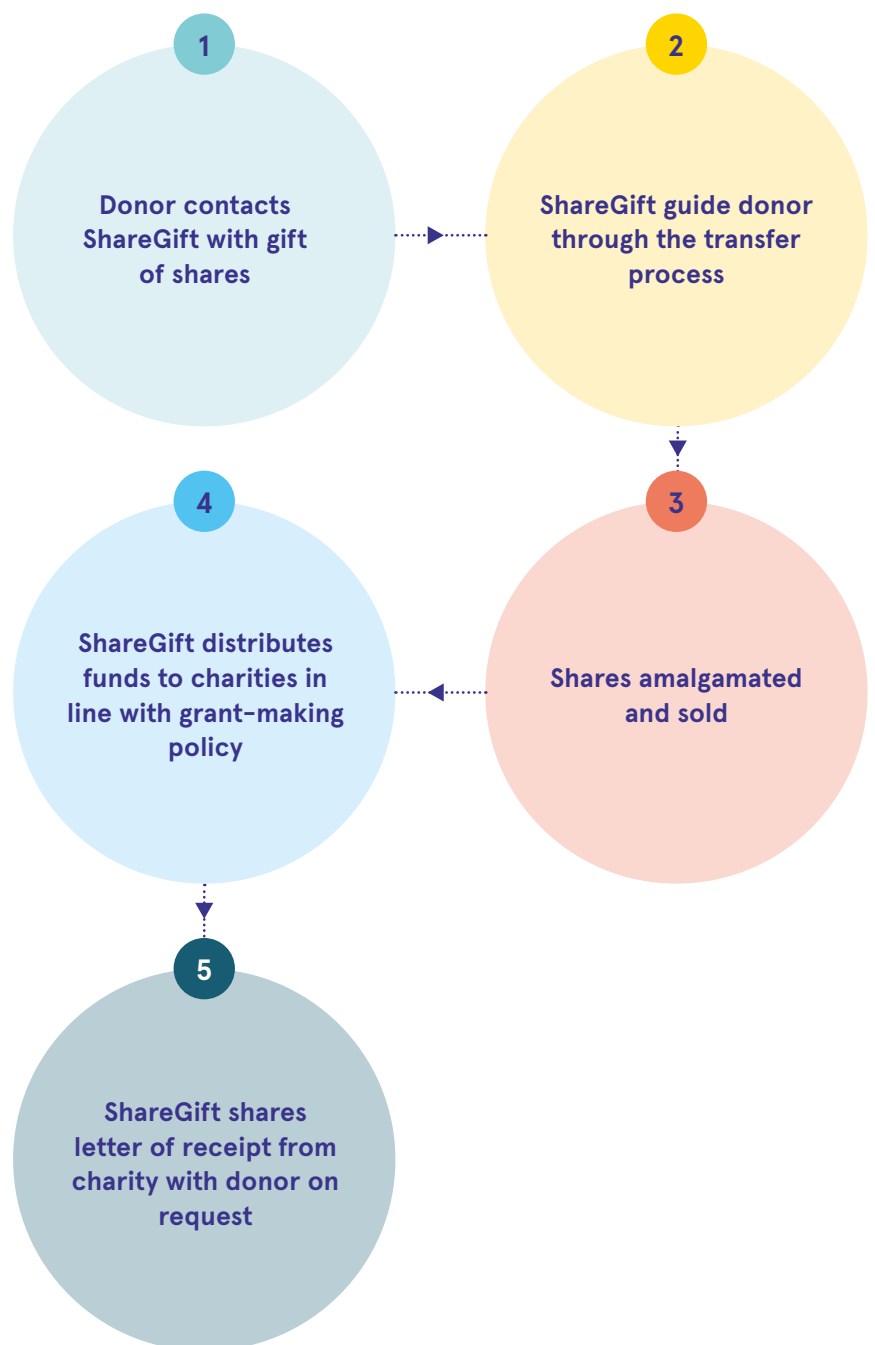 1
Donor contacts
ShareGift with gift
of shares
2
ShareGift guide donor
through the transfer
process
3
Shares amalgamated
and sold
4
ShareGift distributes
funds to charities in
line with grant-making
policy
5
ShareGift shares
letter of receipt from
charity with donor on
request